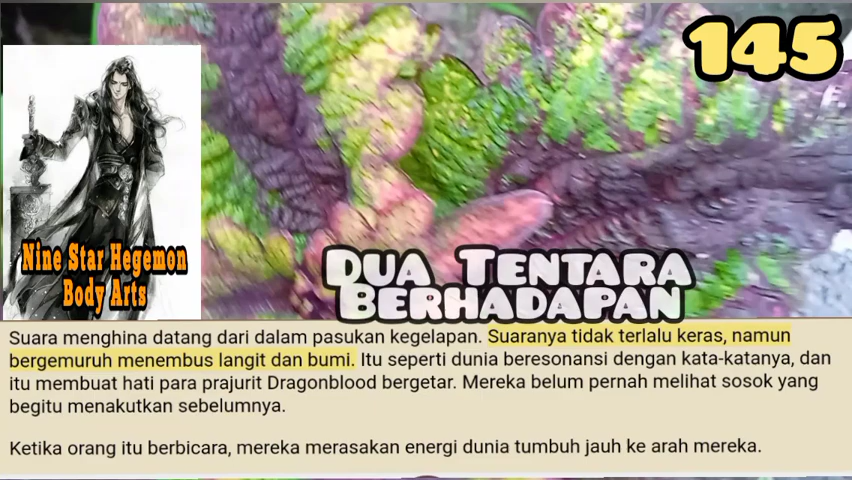 145
Nine Star Hegemon
Body Arts
DUA TENTARA
BERHADAPAN
Suara menghina datang dari dalam pasukan kegelapan. Suaranya tidak terlalu keras, namun
bergemuruh menembus langit dan bumi. Itu seperti dunia beresonansi dengan kata-katanya, dan
itu membuat hati para prajurit Dragonblood bergetar. Mereka belum pernah melihat sosok yang
begitu menakutkan sebelumnya.
Ketika orang itu berbicara, mereka merasakan energi dunia tumbuh jauh ke arah mereka.